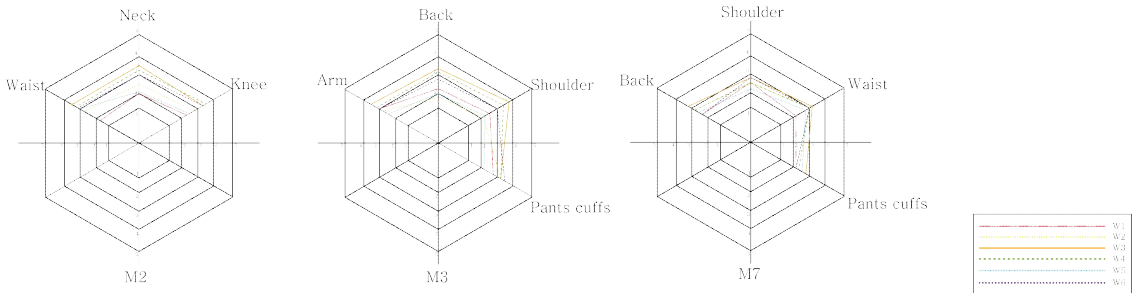 Neck
Waist
Knee
M2
Back
Arm
Shoulder
Pants cuffs
M3
Shoulder
Back
Waist
Pants cuffs
M7
W1
W2
W3
W4
W5
W6